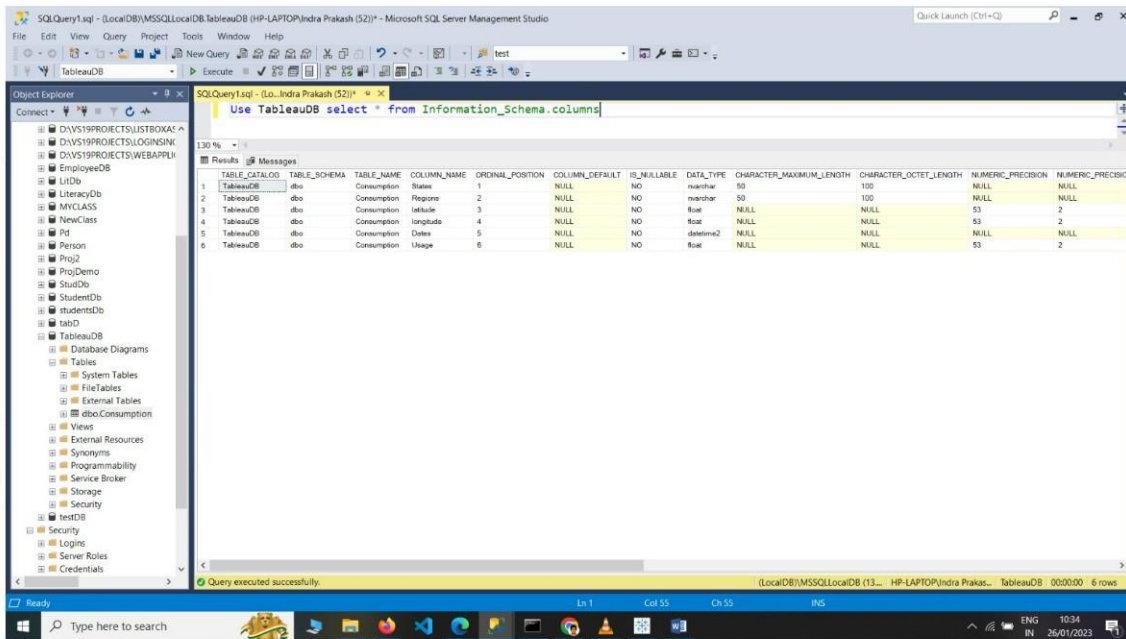 SQLQuery1.sql - (LocalDB)\MSSQLLocalDB.TableauDB (HP-LAPTOP\Indra Prakash (52))* - Microsoft SQL Server Management Studio
Quick Launch (Ctrl+Q)
File Edit View Query Project Tools Window Help
New Query test
TableauDB Execute
Object Explorer
SQLQuery1.sql - (Lo...Indra Prakash (52))*
Connect
Use TableauDB select * from Information_Schema.columns
D:\VS19PROJECTS\LISTBOXAS
D:\VS19PROJECTS\LOGINSINC
D:\VS19PROJECTS\WEBAPPLI
EmployeeDB
LitDb
LiteracyDb
MYCLASS
NewClass
Pd
Person
Proj2
ProjDemo
StudDb
StudentDb
studentsDb
tabD
TableauDB
Database Diagrams
Tables
System Tables
FileTables
External Tables
dbo.Consumption
Views
External Resources
Synonyms
Programmability
Service Broker
Storage
Security
testDB
Security
Logins
Server Roles
Credentials
130 %
Results Messages
TABLE_CATALOG TABLE_SCHEMA TABLE_NAME COLUMN_NAME ORDINAL_POSITION COLUMN_DEFAULT IS_NULLABLE DATA_TYPE CHARACTER_MAXIMUM_LENGTH CHARACTER_OCTET_LENGTH NUMERIC_PRECISION NUMERIC_PRECISIC
1 TableauDB dbo Consumption States 1 NULL NO nvarchar 50 100 NULL NULL
2 TableauDB dbo Consumption Regions 2 NULL NO nvarchar 50 100 NULL NULL
3 TableauDB dbo Consumption latitude 3 NULL NO float NULL NULL 53 2
4 TableauDB dbo Consumption longitude 4 NULL NO float NULL NULL 53 2
5 TableauDB dbo Consumption Dates 5 NULL NO datetime2 NULL NULL NULL NULL
6 TableauDB dbo Consumption Usage 6 NULL NO float NULL NULL 53 2
Query executed successfully.
(LocalDB)\MSSQLLocalDB (13... HP-LAPTOP\Indra Prakas... TableauDB 00:00:00 6 rows
Ready Ln 1 Col 55 Ch 55 INS
Type here to search
ENG 10:34
IN 26/01/2023